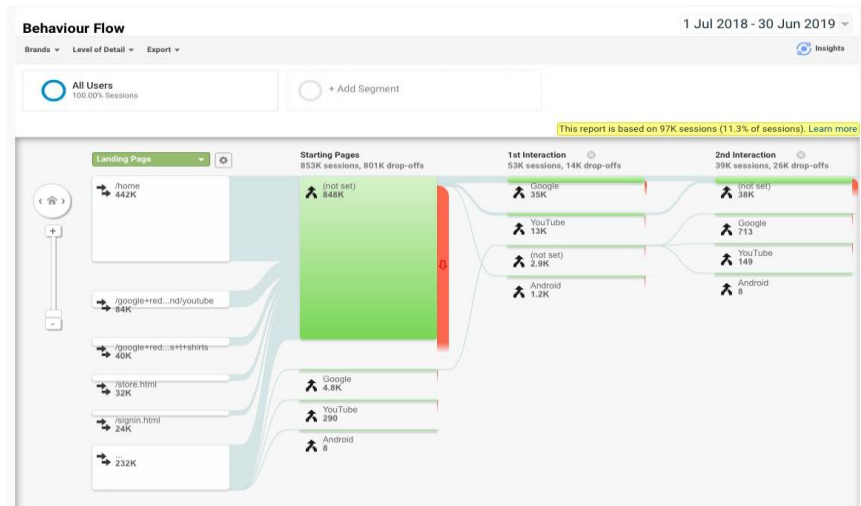 Behaviour Flow
1 Jul 2018 - 30 Jun 2019
Brands
Level of Detail
Export
Insights
All Users
100.00% Sessions
+ Add Segment
This report is based on 97K sessions (11.3% of sessions). Learn more
Landing Page
Starting Pages
853K sessions, 801K drop-offs
1st Interaction
53K sessions, 14K drop-offs
2nd Interaction
39K sessions, 26K drop-offs
/home
442K
/google+red...nd/youtube
84K
/google+red...s+t+shirts
40K
/store.html
32K
/signin.html
24K
...
232K
(not set)
848K
Google
4.8K
YouTube
290
Android
8
Google
35K
YouTube
13K
(not set)
2.9K
Android
1.2K
(not set)
38K
Google
713
YouTube
149
Android
8